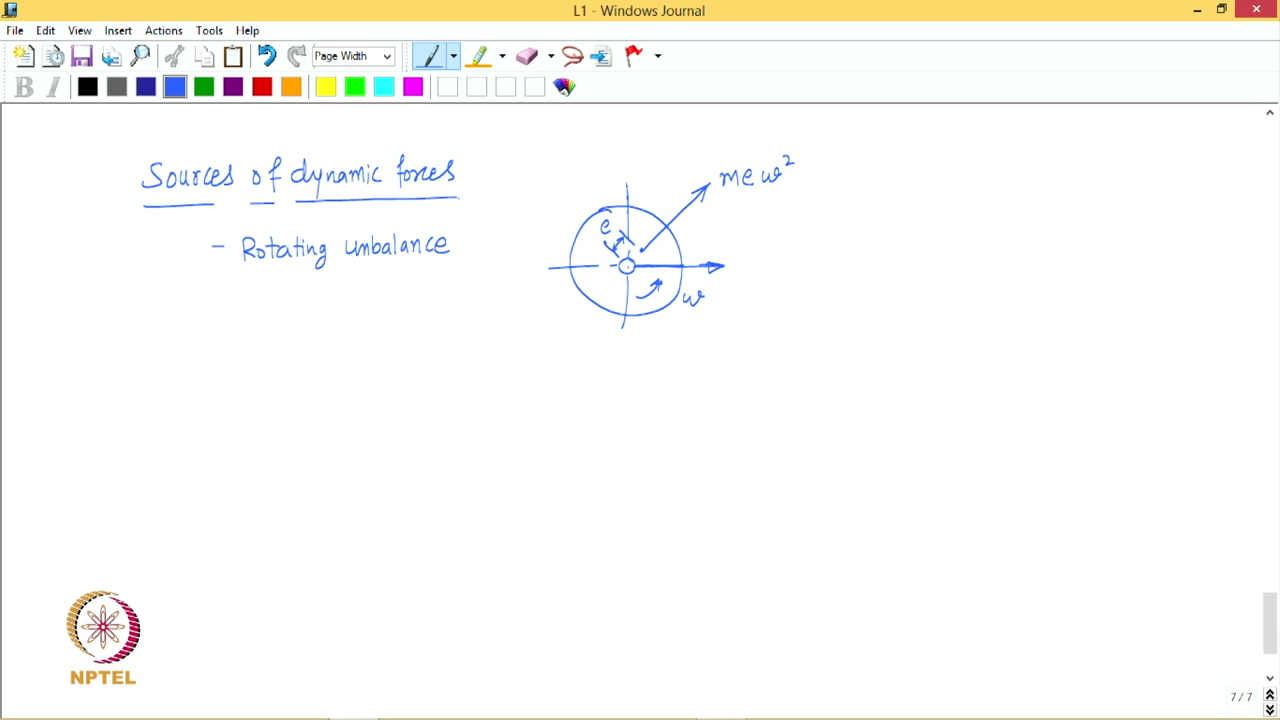 L1 - Windows Journal
File Edit View Insert Actions Tools Help
Page Width
B I
Sources of dynamic forces
- Rotating unbalance
meω²
e
ω
NPTEL
7 / 7